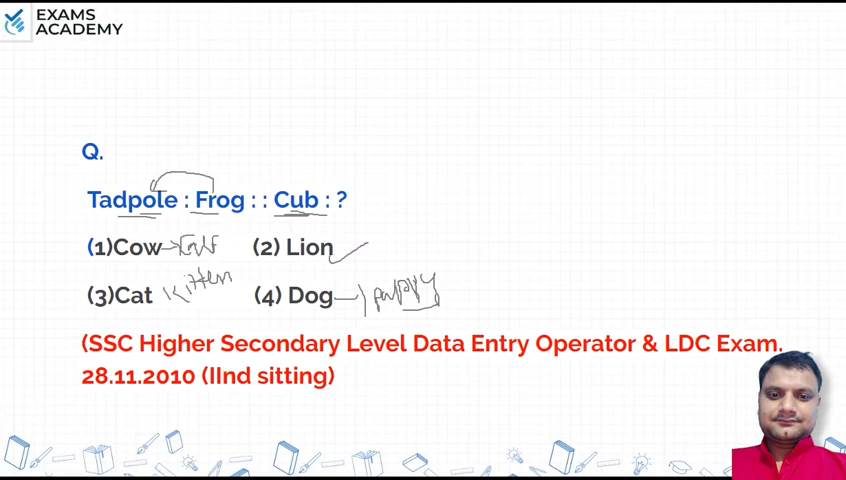 EXAMS
ACADEMY
Q.
Tadpole : Frog : : Cub : ?
(1)Cow Calf (2) Lion
(3)Cat Kitten (4) Dog puppy
(SSC Higher Secondary Level Data Entry Operator & LDC Exam.
28.11.2010 (IInd sitting)